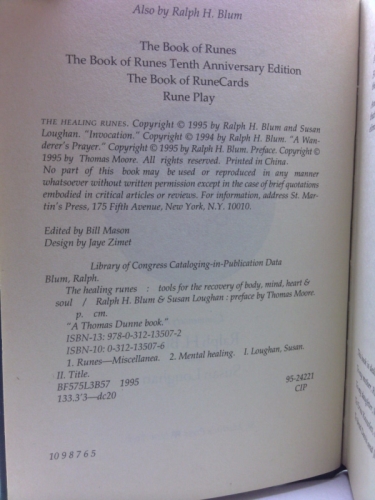 Also by Ralph H. Blum
The Book of Runes
The Book of Runes Tenth Anniversary Edition
The Book of RuneCards
Rune Play
THE HEALING RUNES. Copyright © 1995 by Ralph H. Blum and Susan
Loughan. "Invocation." Copyright © 1994 by Ralph H. Blum. "A Wan-
derer's Prayer." Copyright © 1995 by Ralph H. Blum. Preface. Copyright ©
1995 by Thomas Moore. All rights reserved. Printed in China.
No part of this book may be used or reproduced in any manner
whatsoever without written permission except in the case of brief quotations
embodied in critical articles or reviews. For information, address St. Mar-
tin's Press, 175 Fifth Avenue, New York, N.Y. 10010.
Edited by Bill Mason
Design by Jaye Zimet
Library of Congress Cataloging-in-Publication Data
Blum, Ralph.
The healing runes : tools for the recovery of body, mind, heart &
soul / Ralph H. Blum & Susan Loughan : preface by Thomas Moore.
p. cm.
"A Thomas Dunne book."
ISBN-13: 978-0-312-13507-2
ISBN-10: 0-312-13507-6
1. Runes—Miscellanea. 2. Mental healing. I. Loughan, Susan.
II. Title.
BF575L3B57 1995
133.3'3—dc20
95-24221
CIP
10 9 8 7 6 5